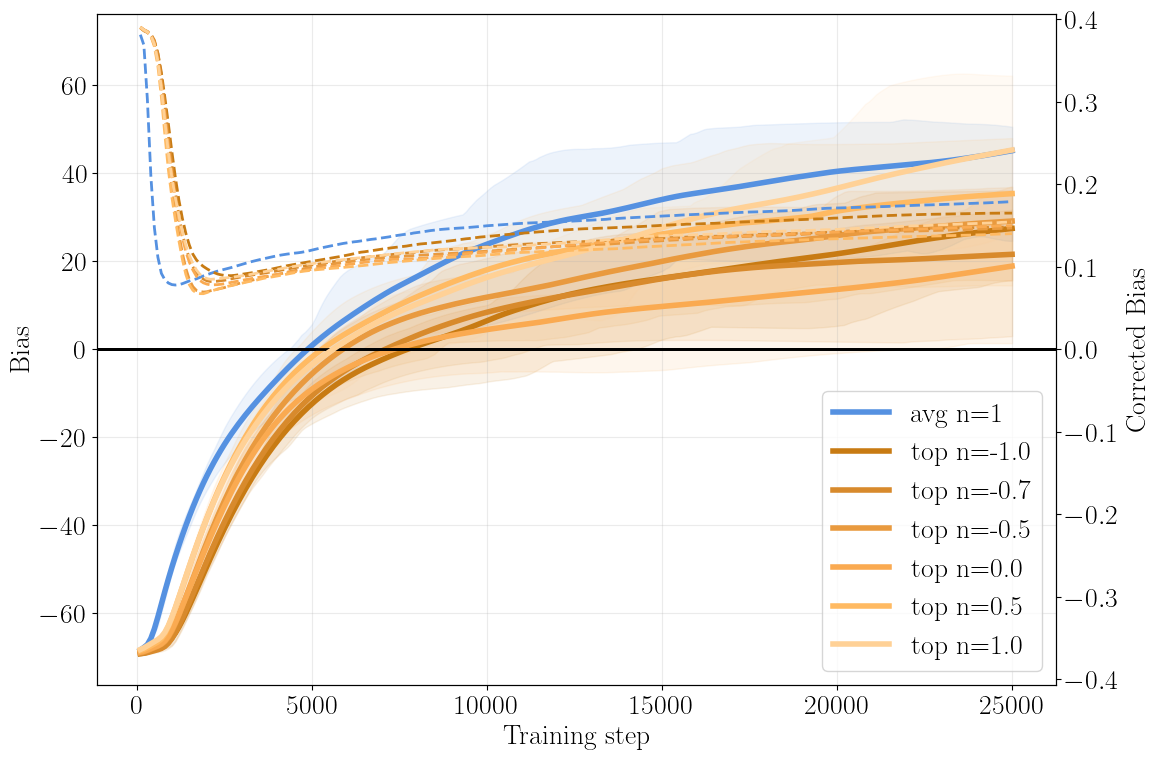 Bias
60
40
20
0
−20
−40
−60
0.4
0.3
0.2
0.1
0.0
−0.1
−0.2
−0.3
−0.4
Corrected Bias
avg n=1
top n=-1.0
top n=-0.7
top n=-0.5
top n=0.0
top n=0.5
top n=1.0
0 5000 10000 15000 20000 25000
Training step